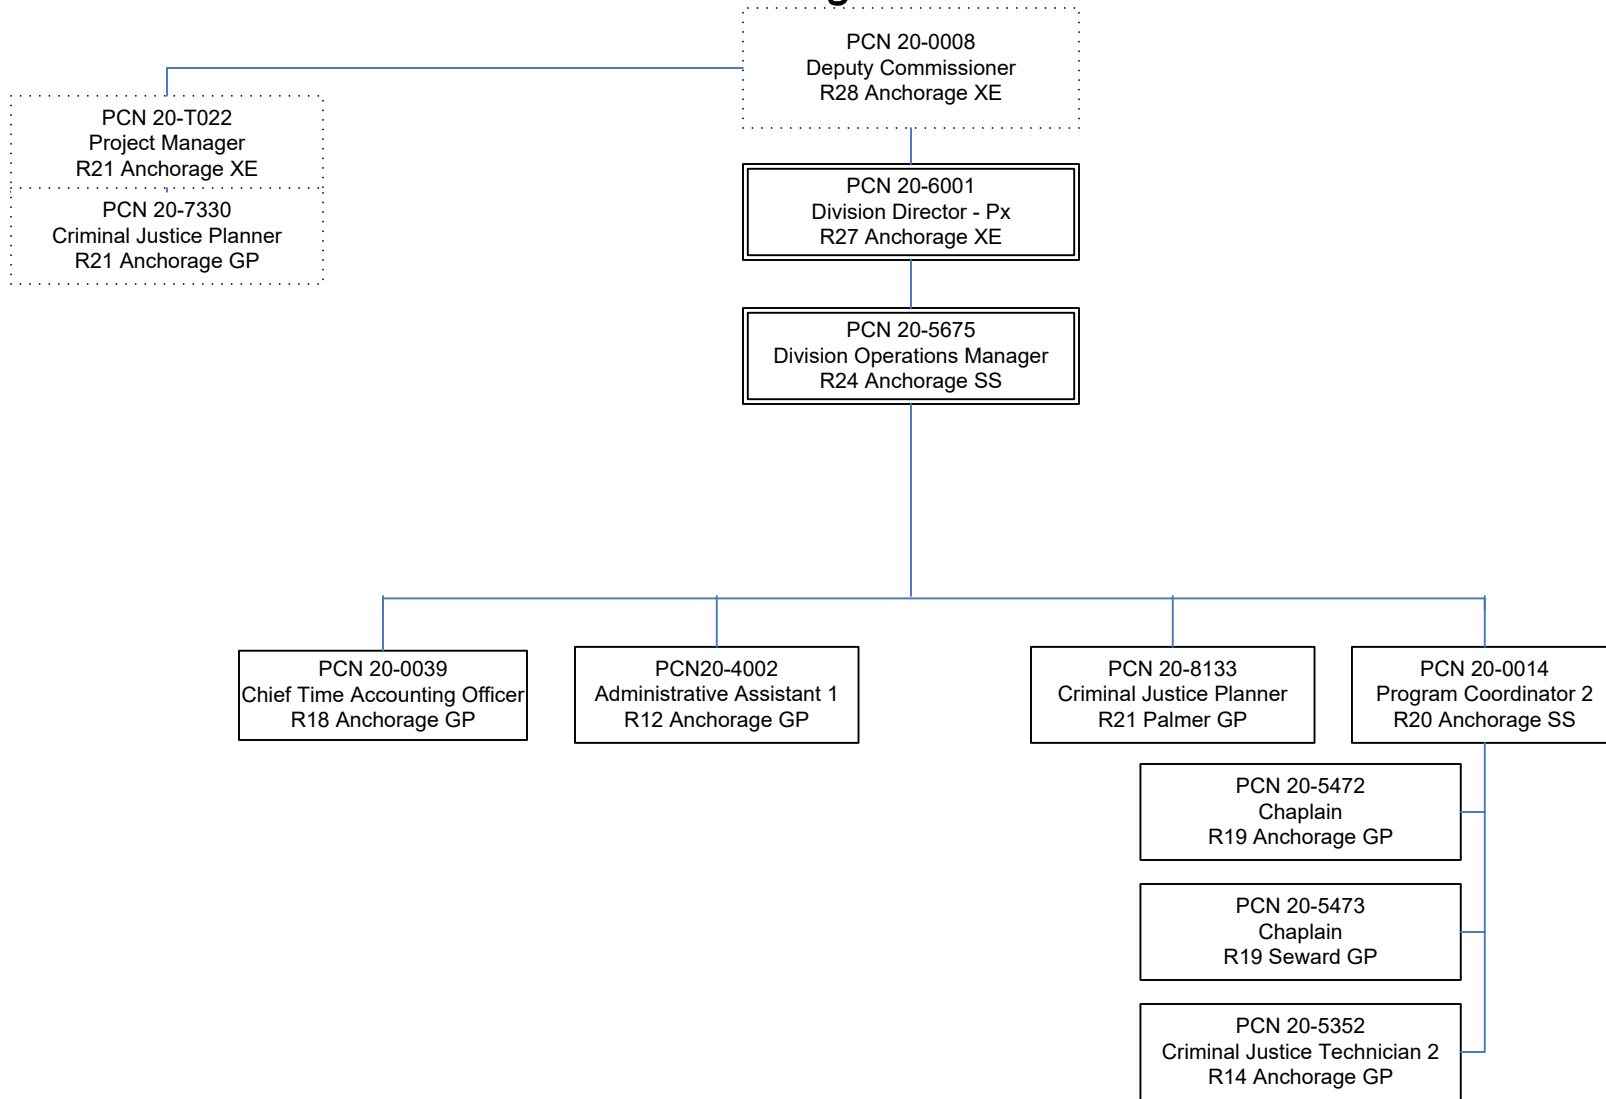 PCN 20-0008
Deputy Commissioner
R28 Anchorage XE
PCN 20-T022
Project Manager
R21 Anchorage XE
PCN 20-7330
Criminal Justice Planner
R21 Anchorage GP
PCN 20-6001
Division Director - Px
R27 Anchorage XE
PCN 20-5675
Division Operations Manager
R24 Anchorage SS
PCN 20-0039
Chief Time Accounting Officer
R18 Anchorage GP
PCN20-4002
Administrative Assistant 1
R12 Anchorage GP
PCN 20-8133
Criminal Justice Planner
R21 Palmer GP
PCN 20-0014
Program Coordinator 2
R20 Anchorage SS
PCN 20-5472
Chaplain
R19 Anchorage GP
PCN 20-5473
Chaplain
R19 Seward GP
PCN 20-5352
Criminal Justice Technician 2
R14 Anchorage GP